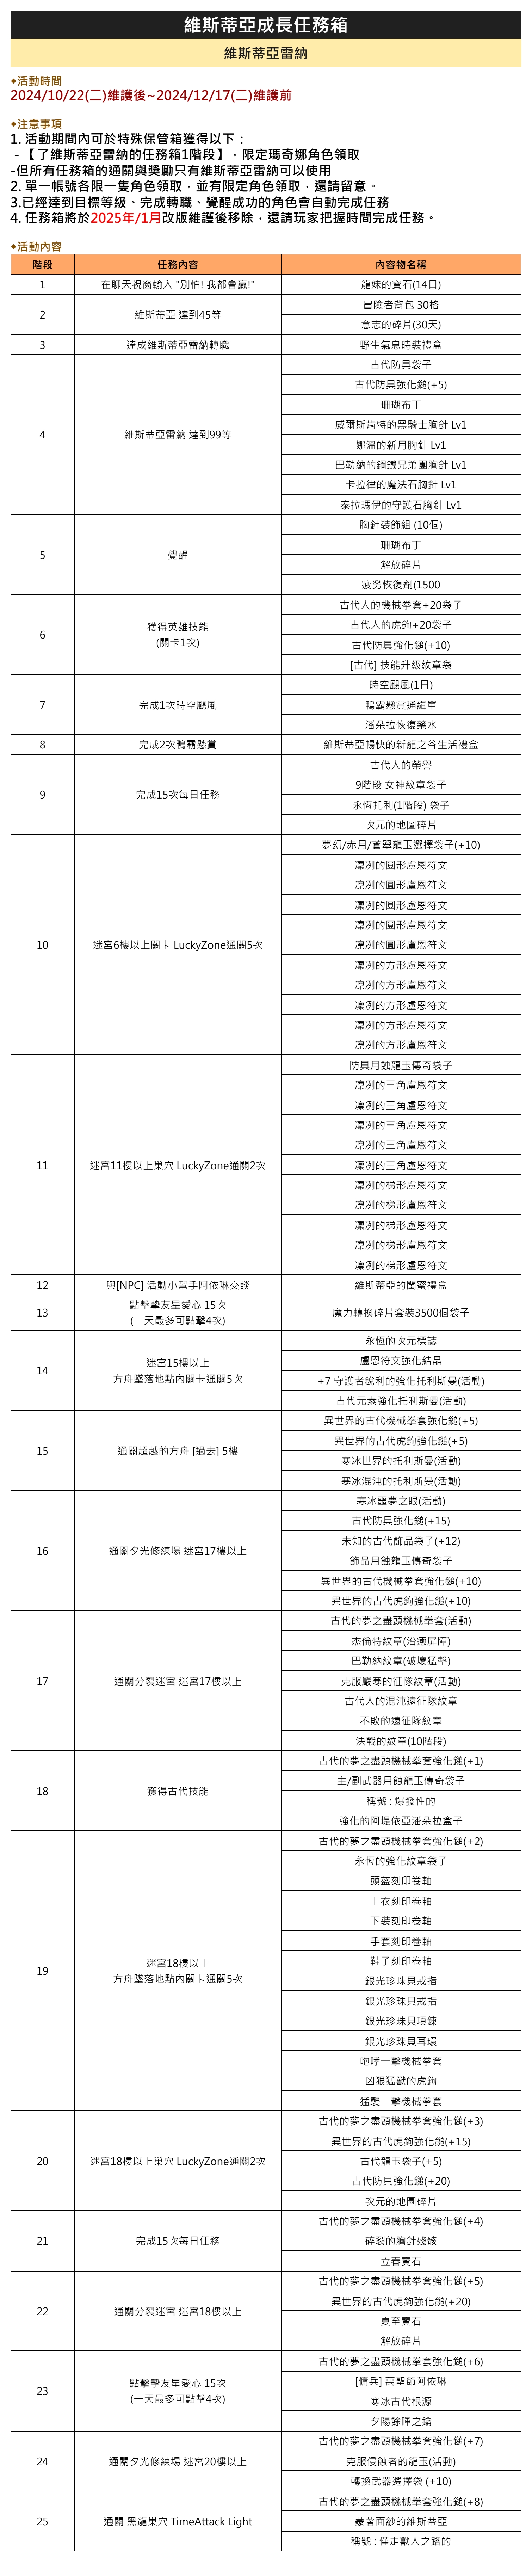 維斯蒂亞成長任務箱
維斯蒂亞雷納
◆活動時間
2024/10/22(二)維護後~2024/12/17(二)維護前
◆注意事項
1. 活動期間內可於特殊保管箱獲得以下：
- 【了維斯蒂亞雷納的任務箱1階段】，限定瑪奇娜角色領取
-但所有任務箱的通關與獎勵只有維斯蒂亞雷納可以使用
2. 單一帳號各限一隻角色領取，並有限定角色領取，還請留意。
3.已經達到目標等級、完成轉職、覺醒成功的角色會自動完成任務
4. 任務箱將於2025年/1月改版維護後移除，還請玩家把握時間完成任務。
◆活動內容
階段 任務內容 內容物名稱
1 在聊天視窗輸入 "別怕! 我都會贏!" 龍妹的寶石(14日)
2 維斯蒂亞 達到45等
冒險者背包 30格
意志的碎片(30天)
3 達成維斯蒂亞雷納轉職 野生氣息時裝禮盒
4 維斯蒂亞雷納 達到99等
古代防具袋子
古代防具強化鎚(+5)
珊瑚布丁
威爾斯肯特的黑騎士胸針 Lv1
娜溫的新月胸針 Lv1
巴勒納的鋼鐵兄弟團胸針 Lv1
卡拉律的魔法石胸針 Lv1
泰拉瑪伊的守護石胸針 Lv1
5 覺醒
胸針裝飾組 (10個)
珊瑚布丁
解放碎片
疲勞恢復劑(1500
6 獲得英雄技能
(關卡1次)
古代人的機械拳套+20袋子
古代人的虎鉤+20袋子
古代防具強化鎚(+10)
[古代] 技能升級紋章袋
7 完成1次時空颶風
時空颶風(1日)
鴨霸懸賞通緝單
潘朵拉恢復藥水
8 完成2次鴨霸懸賞 維斯蒂亞暢快的新龍之谷生活禮盒
9 完成15次每日任務
古代人的榮譽
9階段 女神紋章袋子
永恆托利(1階段) 袋子
次元的地圖碎片
10 迷宮6樓以上關卡 LuckyZone通關5次
夢幻/赤月/蒼翠龍玉選擇袋子(+10)
凜冽的圓形盧恩符文
凜冽的圓形盧恩符文
凜冽的圓形盧恩符文
凜冽的圓形盧恩符文
凜冽的圓形盧恩符文
凜冽的方形盧恩符文
凜冽的方形盧恩符文
凜冽的方形盧恩符文
凜冽的方形盧恩符文
凜冽的方形盧恩符文
11 迷宮11樓以上巢穴 LuckyZone通關2次
防具月蝕龍玉傳奇袋子
凜冽的三角盧恩符文
凜冽的三角盧恩符文
凜冽的三角盧恩符文
凜冽的三角盧恩符文
凜冽的三角盧恩符文
凜冽的梯形盧恩符文
凜冽的梯形盧恩符文
凜冽的梯形盧恩符文
凜冽的梯形盧恩符文
凜冽的梯形盧恩符文
12 與[NPC] 活動小幫手阿依琳交談 維斯蒂亞的閨蜜禮盒
13 點擊摯友星愛心 15次
(一天最多可點擊4次)
魔力轉換碎片套裝3500個袋子
14 迷宮15樓以上
方舟墜落地點內關卡通關5次
永恆的次元標誌
盧恩符文強化結晶
+7 守護者銳利的強化托利斯曼(活動)
古代元素強化托利斯曼(活動)
15 通關超越的方舟 [過去] 5樓
異世界的古代機械拳套強化鎚(+5)
異世界的古代虎鉤強化鎚(+5)
寒冰世界的托利斯曼(活動)
寒冰混沌的托利斯曼(活動)
16 通關夕光修練場 迷宮17樓以上
寒冰噩夢之眼(活動)
古代防具強化鎚(+15)
未知的古代飾品袋子(+12)
飾品月蝕龍玉傳奇袋子
異世界的古代機械拳套強化鎚(+10)
異世界的古代虎鉤強化鎚(+10)
17 通關分裂迷宮 迷宮17樓以上
古代的夢之盡頭機械拳套(活動)
杰倫特紋章(治癒屏障)
巴勒納紋章(破壞猛擊)
克服嚴寒的征隊紋章(活動)
古代人的混沌遠征隊紋章
不敗的遠征隊紋章
決戰的紋章(10階段)
18 獲得古代技能
古代的夢之盡頭機械拳套強化鎚(+1)
主/副武器月蝕龍玉傳奇袋子
稱號 : 爆發性的
強化的阿堤依亞潘朵拉盒子
19 迷宮18樓以上
方舟墜落地點內關卡通關5次
古代的夢之盡頭機械拳套強化鎚(+2)
永恆的強化紋章袋子
頭盔刻印卷軸
上衣刻印卷軸
下裝刻印卷軸
手套刻印卷軸
鞋子刻印卷軸
銀光珍珠貝戒指
銀光珍珠貝戒指
銀光珍珠貝項鍊
銀光珍珠貝耳環
咆哮一擊機械拳套
凶狠猛獸的虎鉤
猛襲一擊機械拳套
20 迷宮18樓以上巢穴 LuckyZone通關2次
古代的夢之盡頭機械拳套強化鎚(+3)
異世界的古代虎鉤強化鎚(+15)
古代龍玉袋子(+5)
古代防具強化鎚(+20)
次元的地圖碎片
21 完成15次每日任務
古代的夢之盡頭機械拳套強化鎚(+4)
碎裂的胸針殘骸
立春寶石
22 通關分裂迷宮 迷宮18樓以上
古代的夢之盡頭機械拳套強化鎚(+5)
異世界的古代虎鉤強化鎚(+20)
夏至寶石
解放碎片
23 點擊摯友星愛心 15次
(一天最多可點擊4次)
古代的夢之盡頭機械拳套強化鎚(+6)
[傭兵] 萬聖節阿依琳
寒冰古代根源
夕陽餘暉之鑰
24 通關夕光修練場 迷宮20樓以上
古代的夢之盡頭機械拳套強化鎚(+7)
克服侵蝕者的龍玉(活動)
轉換武器選擇袋 (+10)
25 通關 黑龍巢穴 TimeAttack Light
古代的夢之盡頭機械拳套強化鎚(+8)
蒙著面紗的維斯蒂亞
稱號 : 僅走獸人之路的